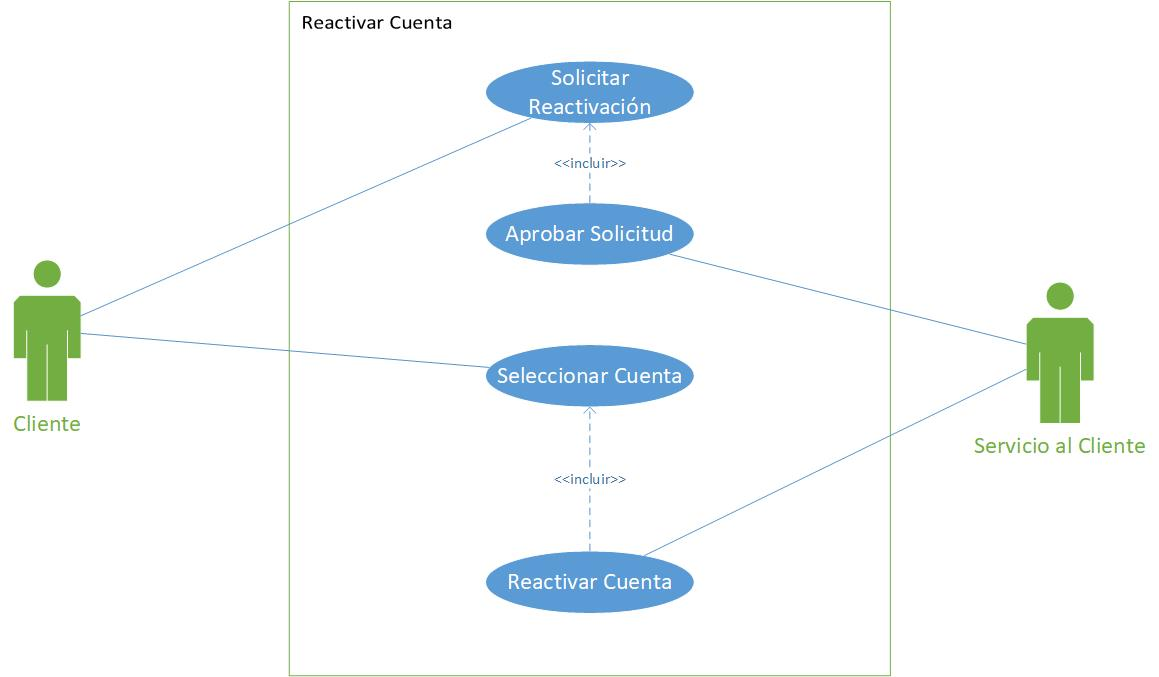 Reactivar Cuenta
Solicitar
Reactivación
<<incluir>>
Aprobar Solicitud
Seleccionar Cuenta
Cliente
Servicio al Cliente
<<incluir>>
Reactivar Cuenta